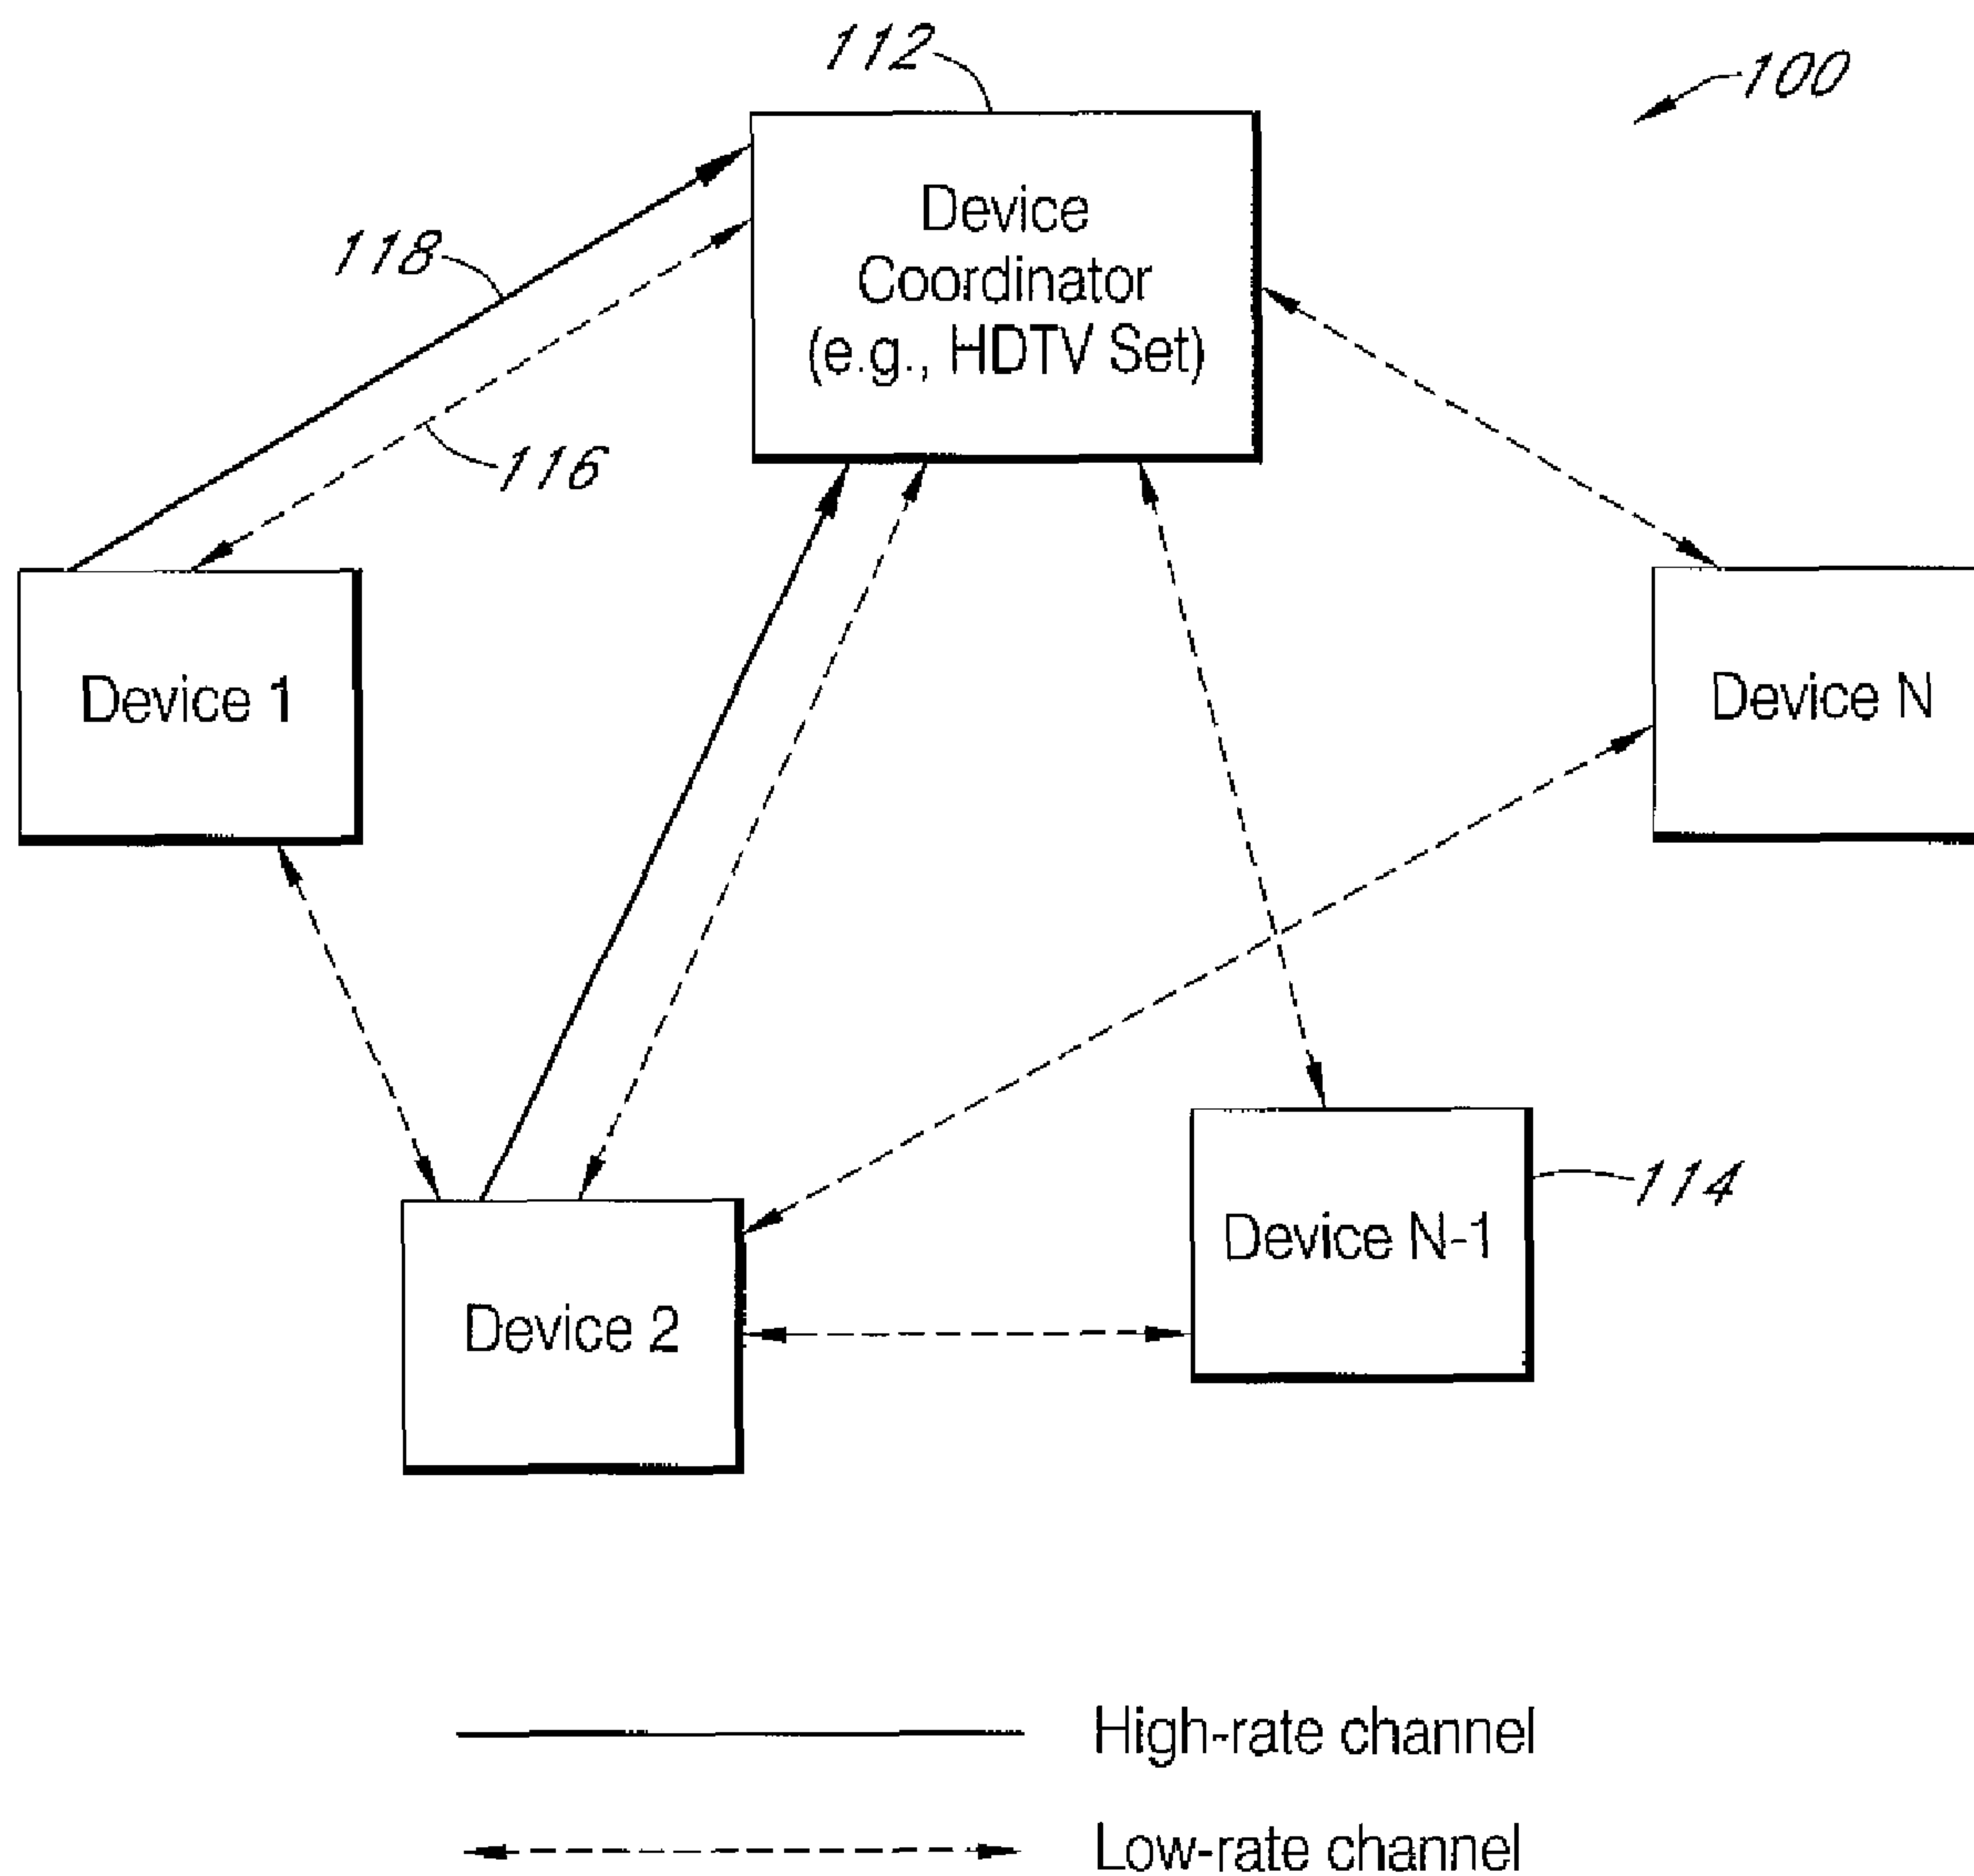 112
100
Device
Coordinator
(e.g., HDTV Set)
118
116
Device 1
Device N
114
Device N-1
Device 2
High-rate channel
Low-rate channel